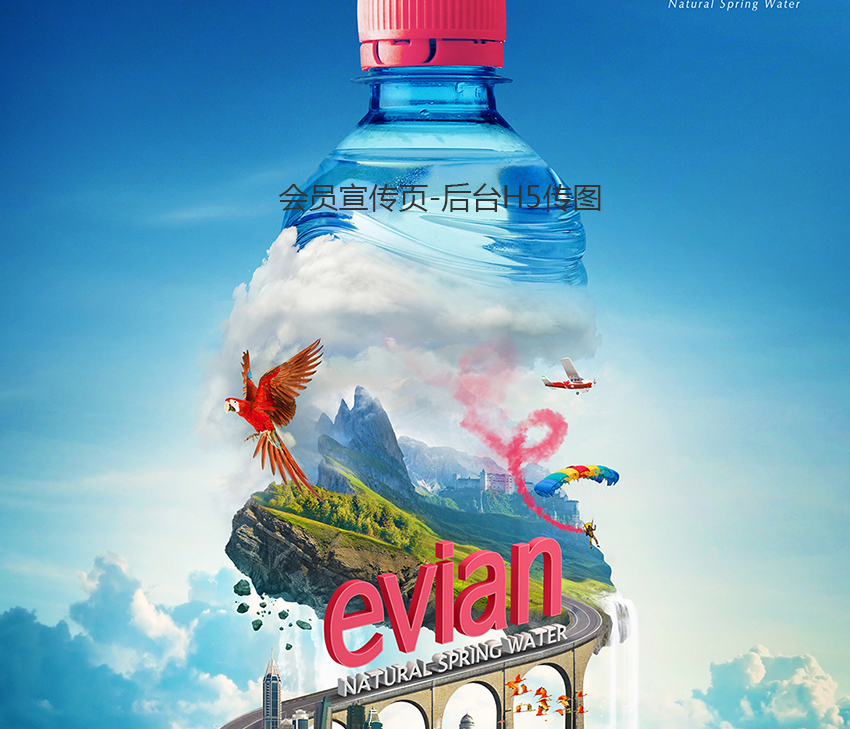 Natural Spring Water
会员宣传页-后台H5传图
evian
NATURAL SPRING WATER